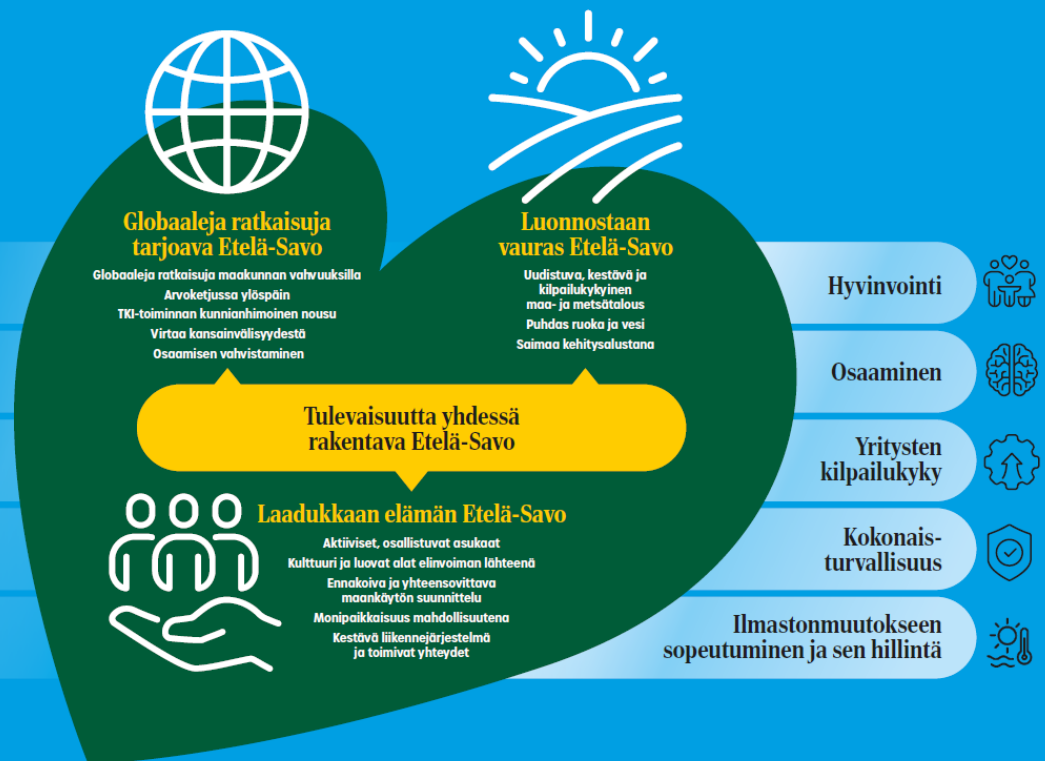 Globaaleja ratkaisuja
tarjoava Etelä-Savo
Globaaleja ratkaisuja maakunnan vahvuuksilla
Arvoketjussa ylöspäin
TKI-toiminnan kunnianhimoinen nousu
Virtaa kansainvälisyydestä
Osaamisen vahvistaminen
Luonnostaan
vauras Etelä-Savo
Uudistuva, kestävä ja
kilpailukykyinen
maa- ja metsätalous
Puhdas ruoka ja vesi
Saimaa kehitysalustana
Tulevaisuutta yhdessä
rakentava Etelä-Savo
Laadukkaan elämän Etelä-Savo
Aktiiviset, osallistuvat asukaat
Kulttuuri ja luovat alat elinvoiman lähteenä
Ennakoiva ja yhteensovittava
maankäytön suunnittelu
Monipaikkaisuus mahdollisuutena
Kestävä liikennejärjestelmä
ja toimivat yhteydet
Hyvinvointi
Osaaminen
Yritysten
kilpailukyky
Kokonais-
turvallisuus
Ilmastonmuutokseen
sopeutuminen ja sen hillintä